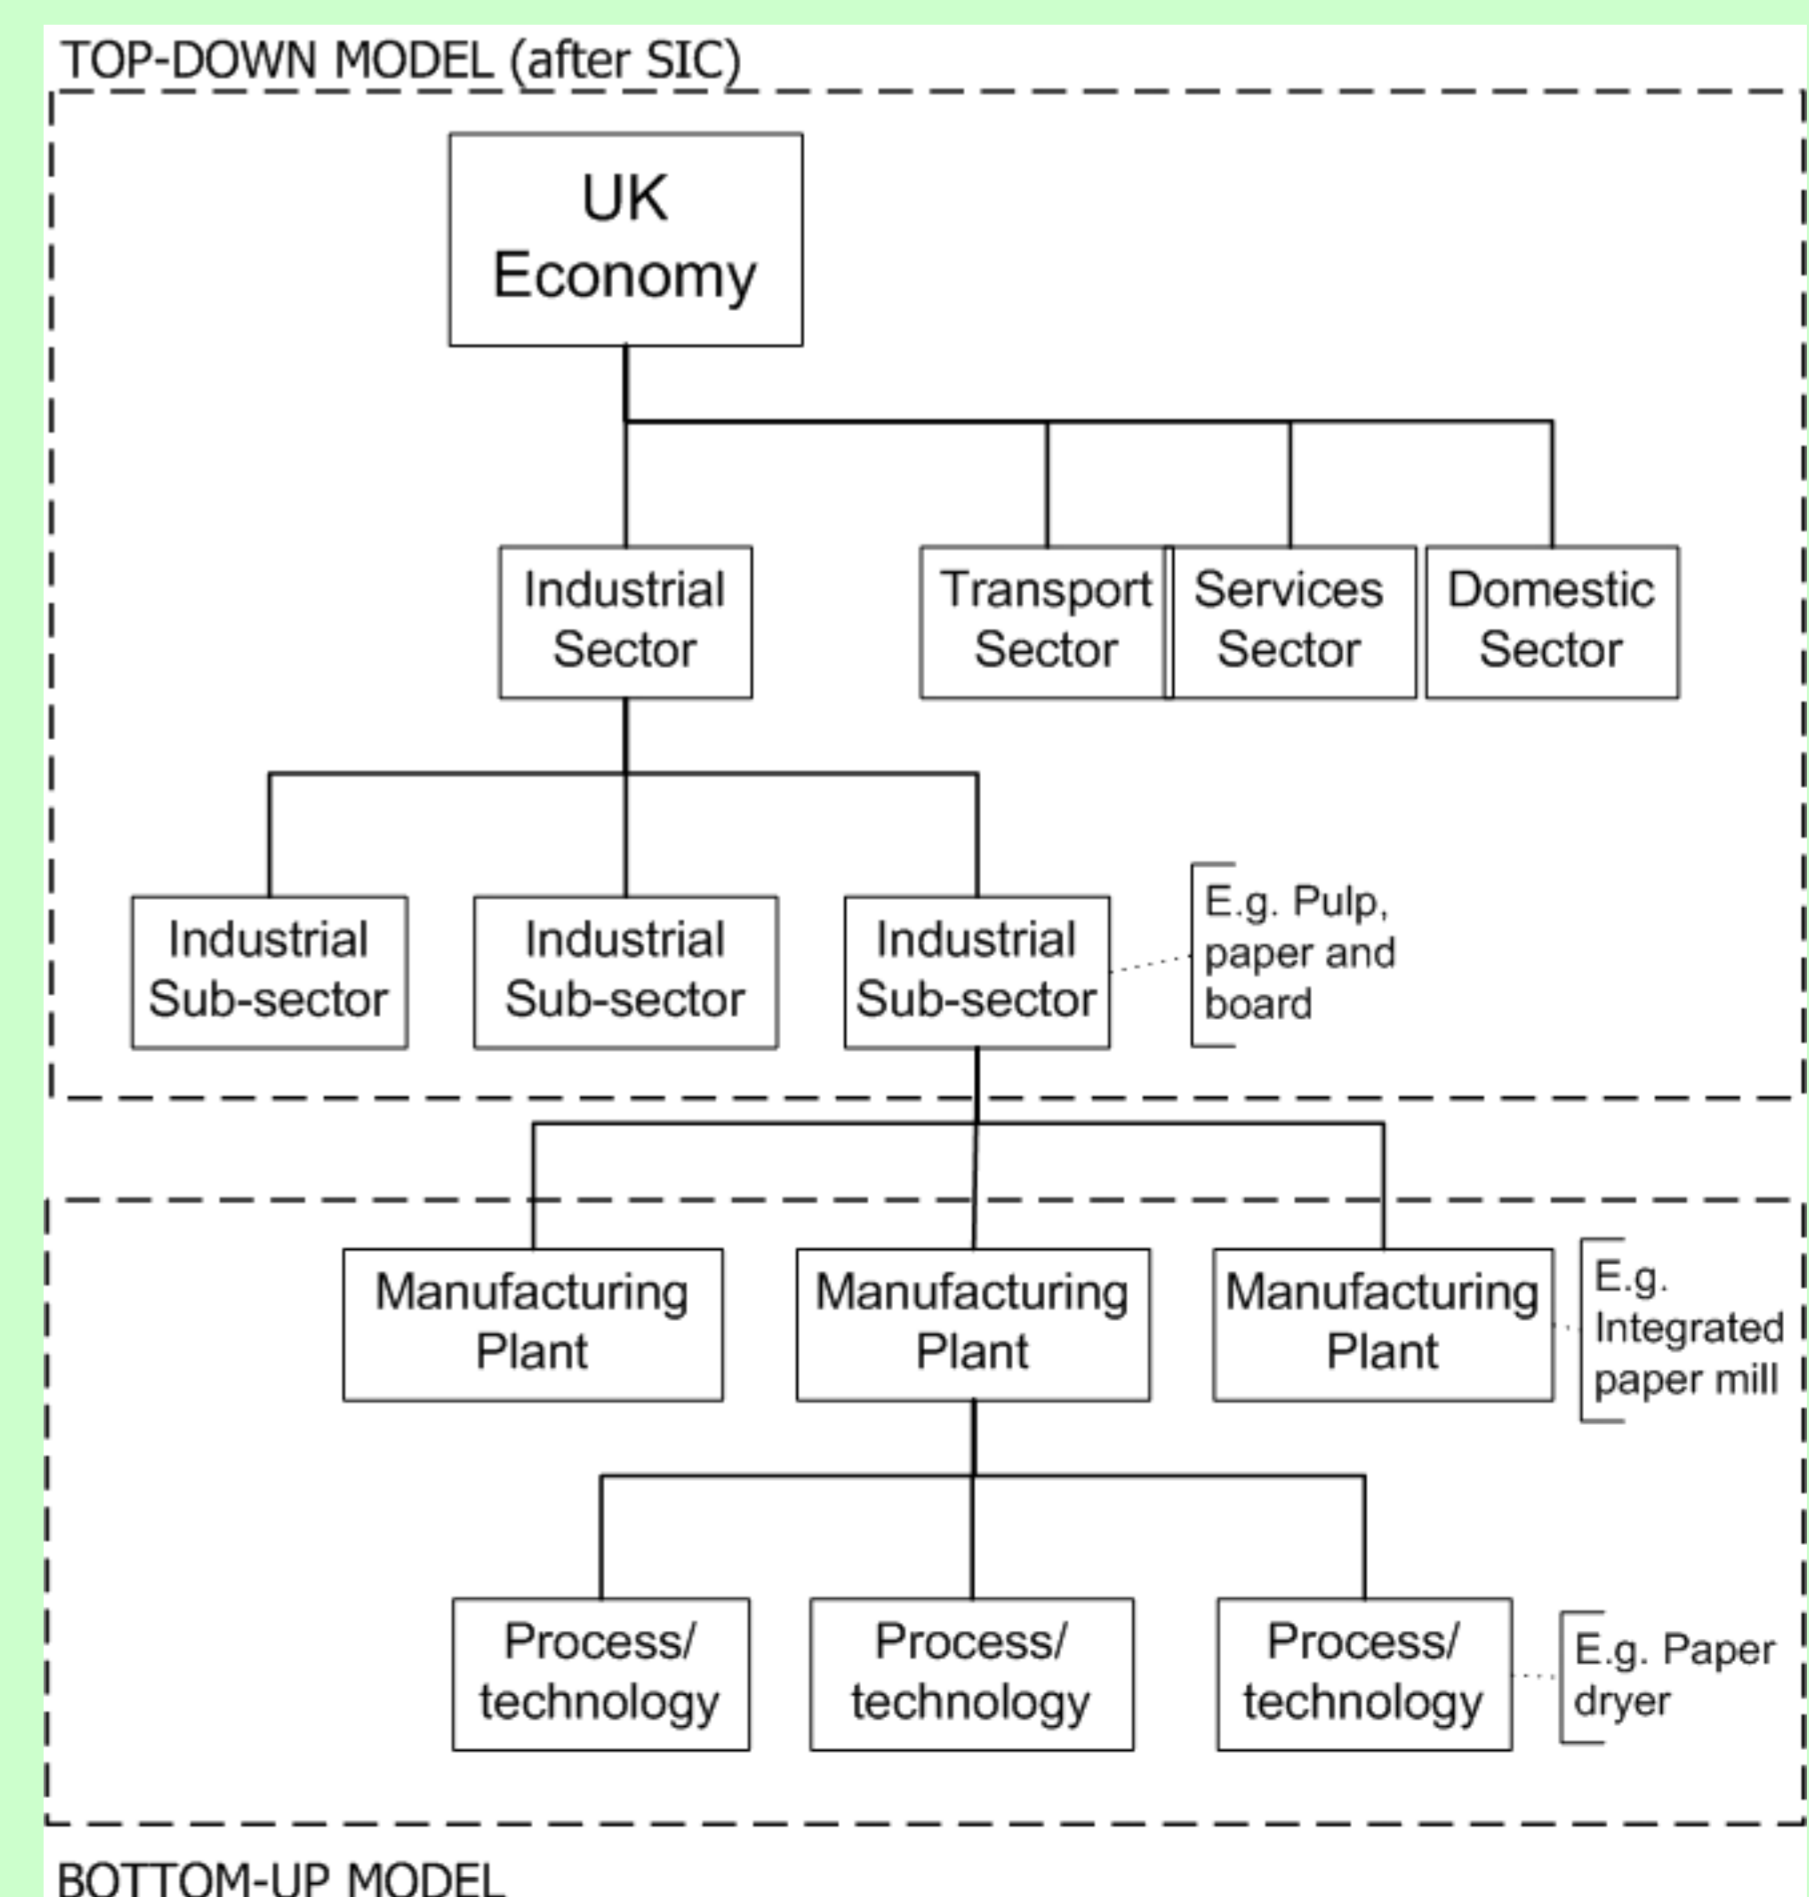 TOP-DOWN MODEL (after SIC)
UK
Economy
Industrial
Sector
Transport
Sector
Services
Sector
Domestic
Sector
Industrial
Sub-sector
Industrial
Sub-sector
Industrial
Sub-sector
E.g. Pulp,
paper and
board
Manufacturing
Plant
Manufacturing
Plant
Manufacturing
Plant
E.g.
Integrated
paper mill
Process/
technology
Process/
technology
Process/
technology
E.g. Paper
dryer
BOTTOM-UP MODEL